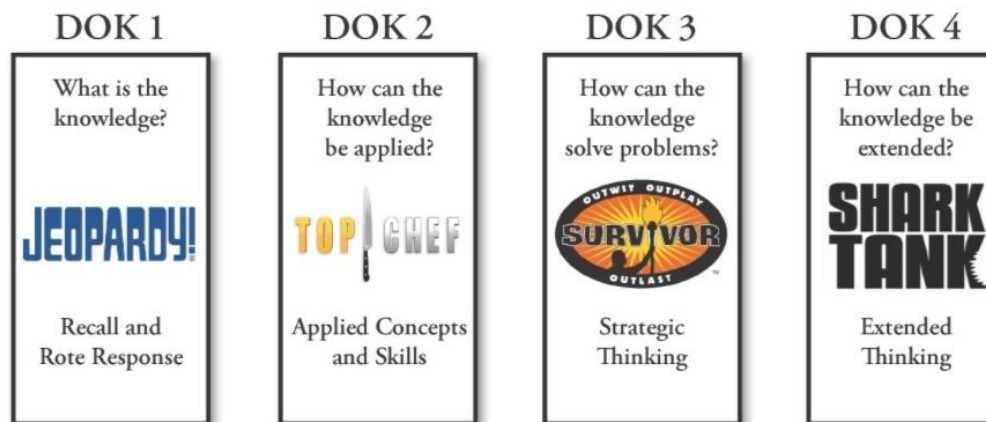 DOK 1
What is the
knowledge?
JEOPARDY!
Recall and
Rote Response
DOK 2
How can the
knowledge
be applied?
TOP CHEF
Applied Concepts
and Skills
DOK 3
How can the
knowledge
solve problems?
OUTWIT OUTPLAY
SURVIVOR
OUTLAST
TM
Strategic
Thinking
DOK 4
How can the
knowledge be
extended?
SHARK
TANK
Extended
Thinking